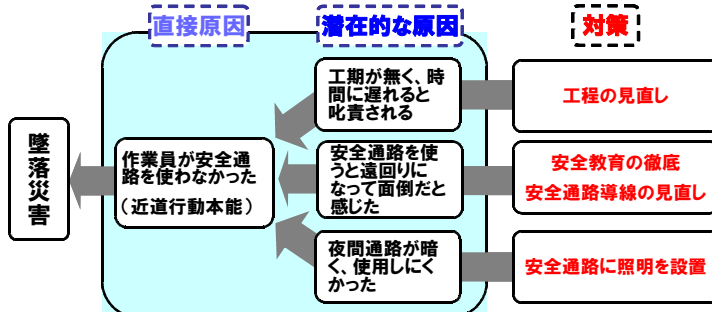 直接原因
潜在的な原因
対策
墜落災害
作業員が安全通
路を使わなかった
(近道行動本能)
工期が無く、時
間に遅れると
叱責される
工程の見直し
安全通路を使
うと遠回りに
なって面倒だと
感じた
安全教育の徹底
安全通路導線の見直し
夜間通路が暗
く、使用しにく
かった
安全通路に照明を設置